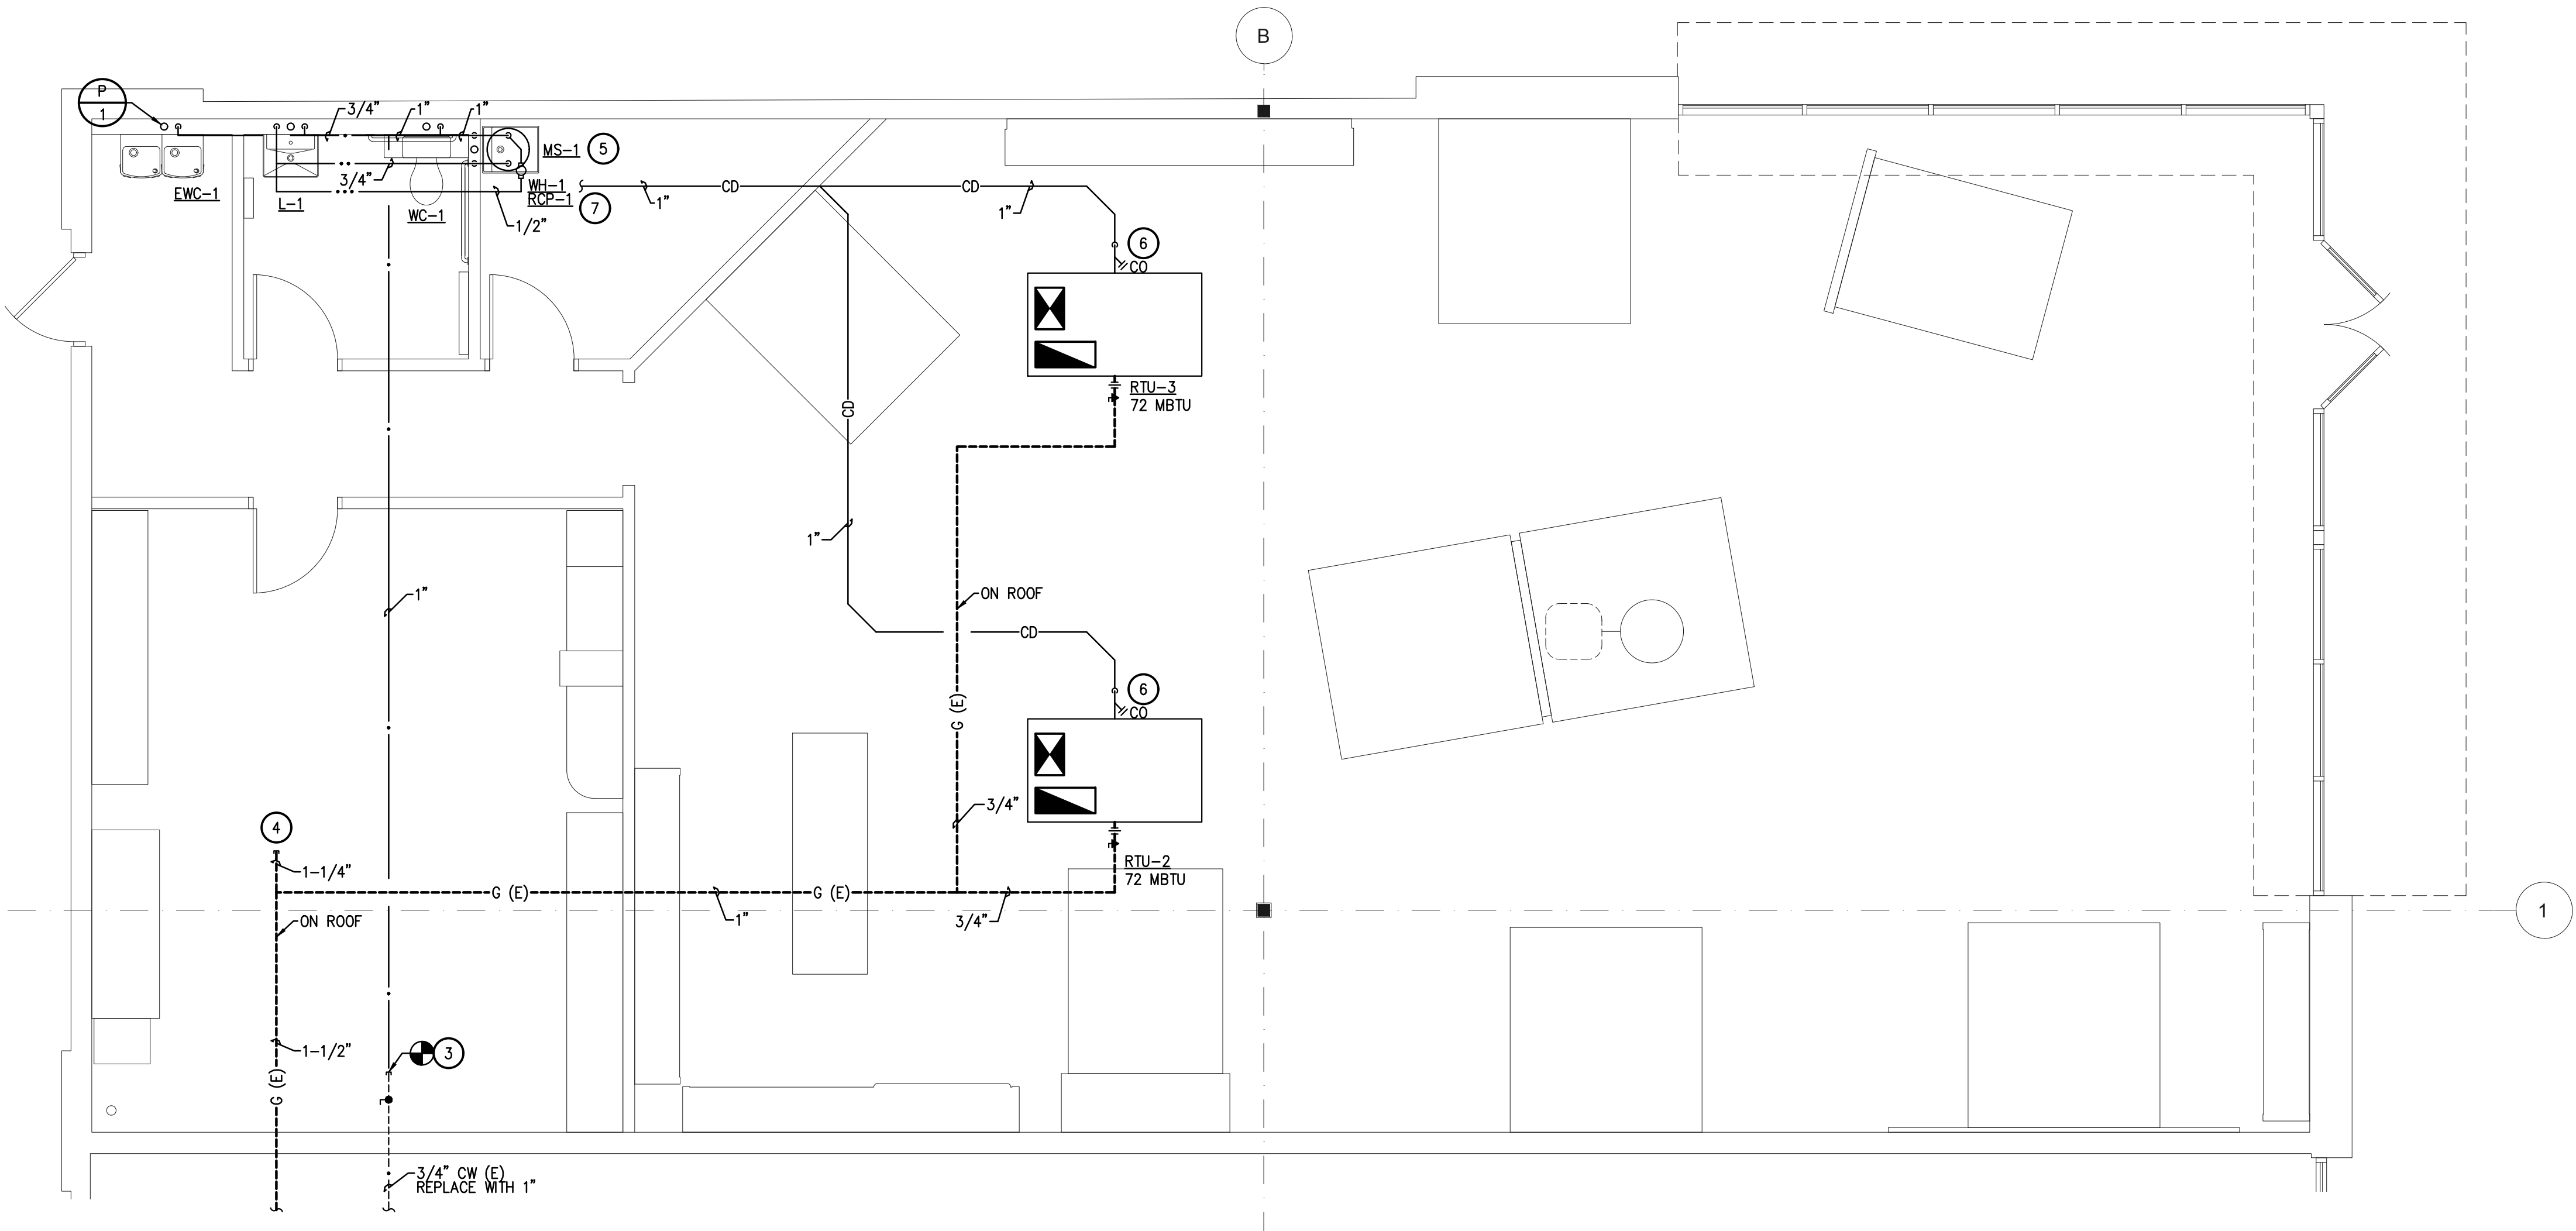 B
P
1
3/4”
1”
1”
MS-1
5
3/4”
EWC-1
L-1
WC-1
WH-1
RCP-1
7
1/2”
1”
CD
CD
1”
6
CO
RTU-3
72 MBTU
CD
1”
1”
ON ROOF
CD
G (E)
6
CO
3/4”
4
1-1/4”
RTU-2
72 MBTU
G (E)
G (E)
1”
3/4”
1
ON ROOF
1-1/2”
3
G (E)
3/4” CW (E)
REPLACE WITH 1”